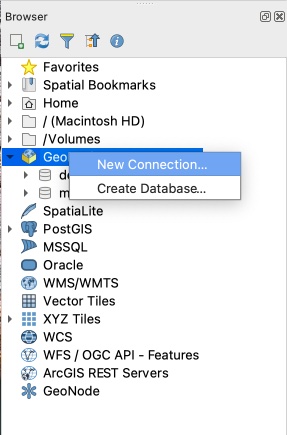 Browser
Favorites
Spatial Bookmarks
Home
/ (Macintosh HD)
/Volumes
New Connection...
Create Database...
SpatiaLite
PostGIS
MSSQL
Oracle
WMS/WMTS
Vector Tiles
XYZ Tiles
WCS
WFS / OGC API - Features
ArcGIS REST Servers
GeoNode